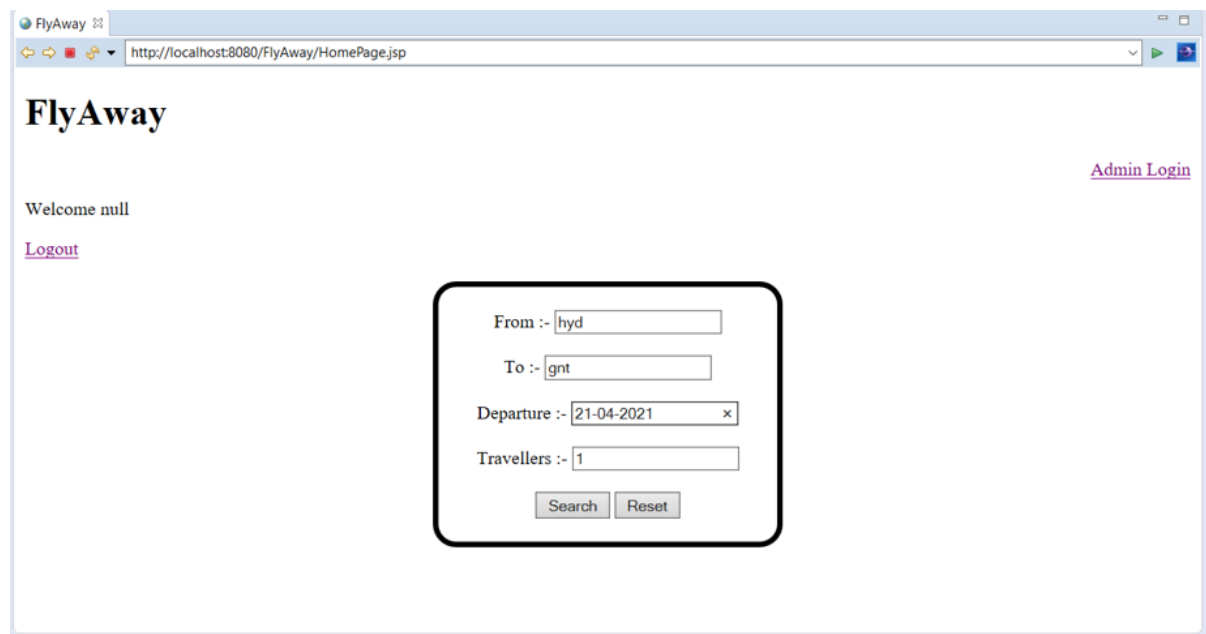 FlyAway
http://localhost:8080/FlyAway/HomePage.jsp
FlyAway
Admin Login
Welcome null
Logout
From :- hyd
To :- gnt
Departure :- 21-04-2021 ×
Travellers :- 1
Search Reset